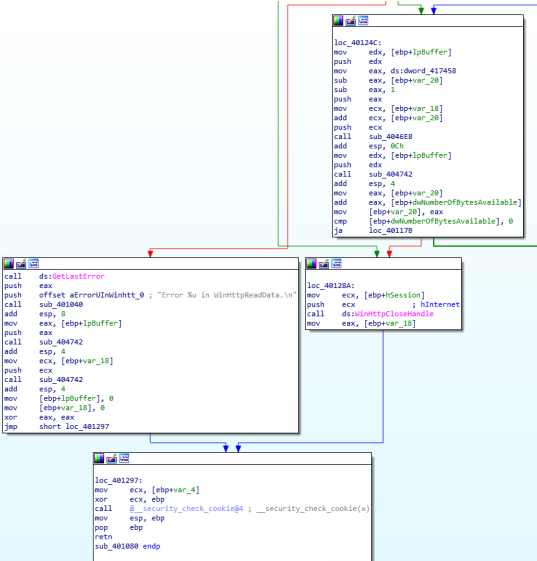 loc_40124C:
mov edx, [ebp+lpBuffer]
push edx
mov eax, ds:dword_417458
sub eax, [ebp+var_20]
sub eax, 1
push eax
mov ecx, [ebp+var_18]
add ecx, [ebp+var_20]
push ecx
call sub_4046E8
add esp, 0Ch
mov edx, [ebp+lpBuffer]
push edx
call sub_404742
add esp, 4
mov eax, [ebp+var_20]
add eax, [ebp+dwNumberOfBytesAvailable]
mov [ebp+var_20], eax
cmp [ebp+dwNumberOfBytesAvailable], 0
ja loc_40117B
call ds:GetLastError
push eax
push offset aErrorUInWinhtt_0 ; "Error %u in WinHttpReadData.\n"
call sub_401040
add esp, 8
mov eax, [ebp+lpBuffer]
push eax
call sub_404742
add esp, 4
mov ecx, [ebp+var_18]
push ecx
call sub_404742
add esp, 4
mov [ebp+lpBuffer], 0
mov [ebp+var_18], 0
xor eax, eax
jmp short loc_401297
loc_40128A:
mov ecx, [ebp+hSession]
push ecx ; hInternet
call ds:WinHttpCloseHandle
mov eax, [ebp+var_18]
loc_401297:
mov ecx, [ebp+var_4]
xor ecx, ebp
call @__security_check_cookie@4 ; __security_check_cookie(x)
mov esp, ebp
pop ebp
retn
sub_401080 endp